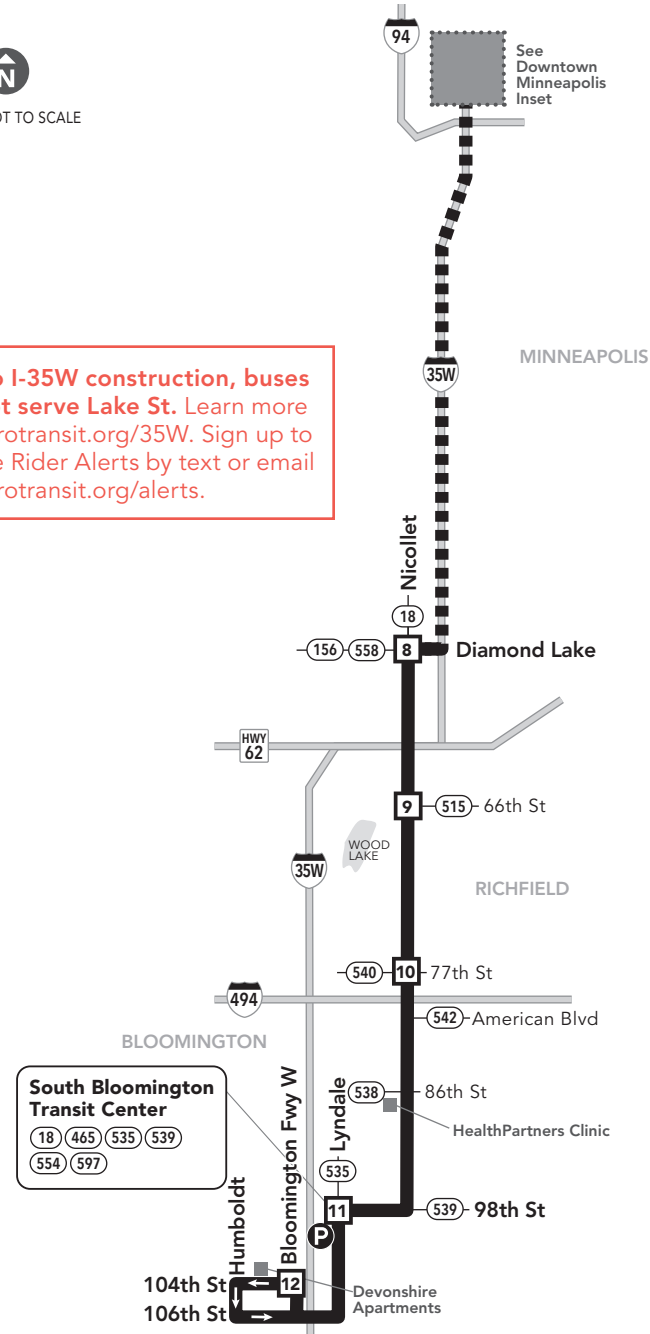 94
See
Downtown
Minneapolis
Inset
N
OT TO SCALE
MINNEAPOLIS
35W
I-35W construction, buses
t serve Lake St. Learn more
rotransit.org/35W. Sign up to
e Rider Alerts by text or email
rotransit.org/alerts.
Nicollet
18
156 558 8 Diamond Lake
HWY
62
9 515 66th St
WOOD
LAKE
35W
RICHFIELD
540 10 77th St
494
542 American Blvd
BLOOMINGTON
538 86th St
HealthPartners Clinic
South Bloomington
Transit Center
18 465 535 539
554 597
Bloomington Fwy W
Lyndale
535
11 539 98th St
P
Humboldt
104th St 12
Devonshire
Apartments
106th St